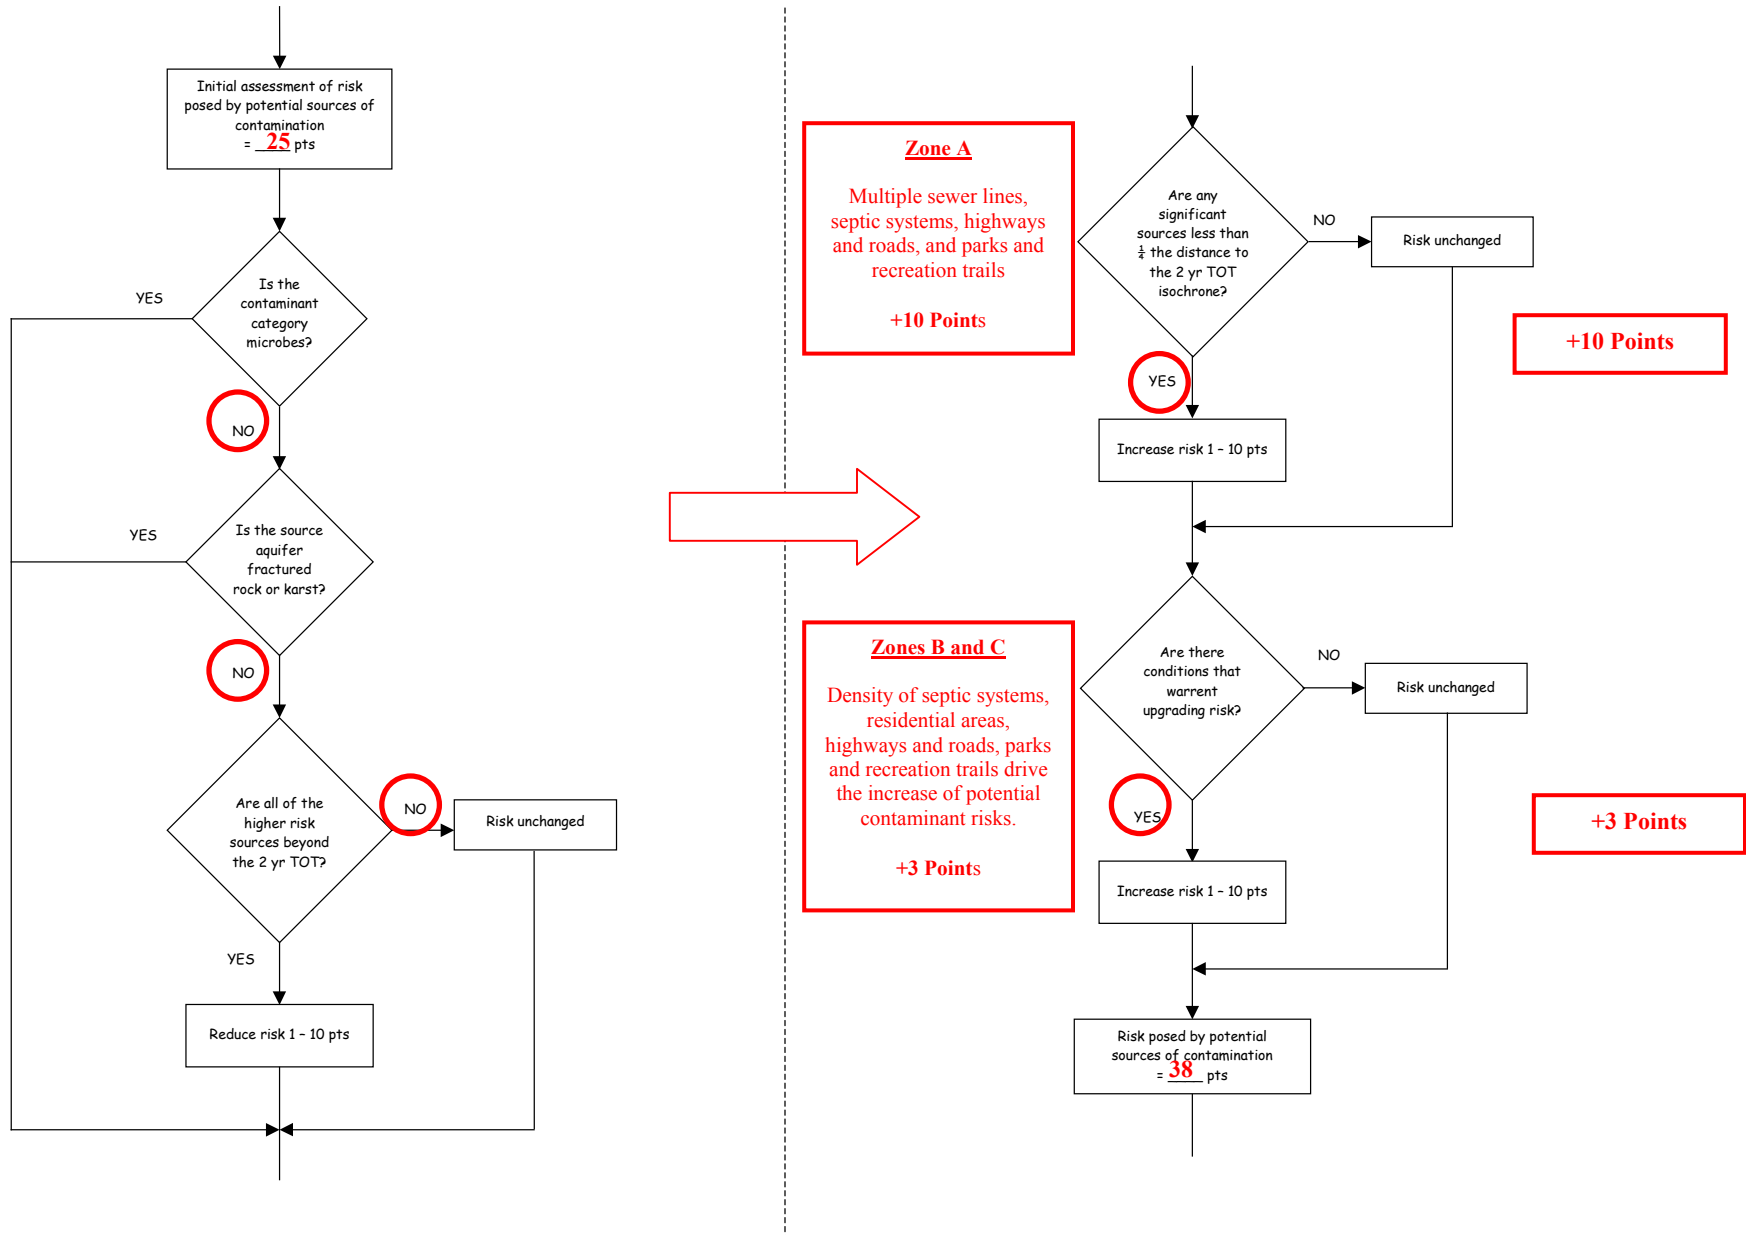 Initial assessment of risk
posed by potential sources of
contamination
= 25 pts
Is the
contaminant
category
microbes?
YES
NO
Is the source
aquifer
fractured
rock or karst?
YES
NO
Are all of the
higher risk
sources beyond
the 2 yr TOT?
NO
Risk unchanged
YES
Reduce risk 1 – 10 pts
Zone A
Multiple sewer lines,
septic systems, highways
and roads, and parks and
recreation trails
+10 Points
Are any
significant
sources less than
¼ the distance to
the 2 yr TOT
isochrone?
NO
Risk unchanged
+10 Points
YES
Increase risk 1 – 10 pts
Zones B and C
Density of septic systems,
residential areas,
highways and roads, parks
and recreation trails drive
the increase of potential
contaminant risks.
+3 Points
Are there
conditions that
warrent
upgrading risk?
NO
Risk unchanged
+3 Points
YES
Increase risk 1 – 10 pts
Risk posed by potential
sources of contamination
= 38 pts